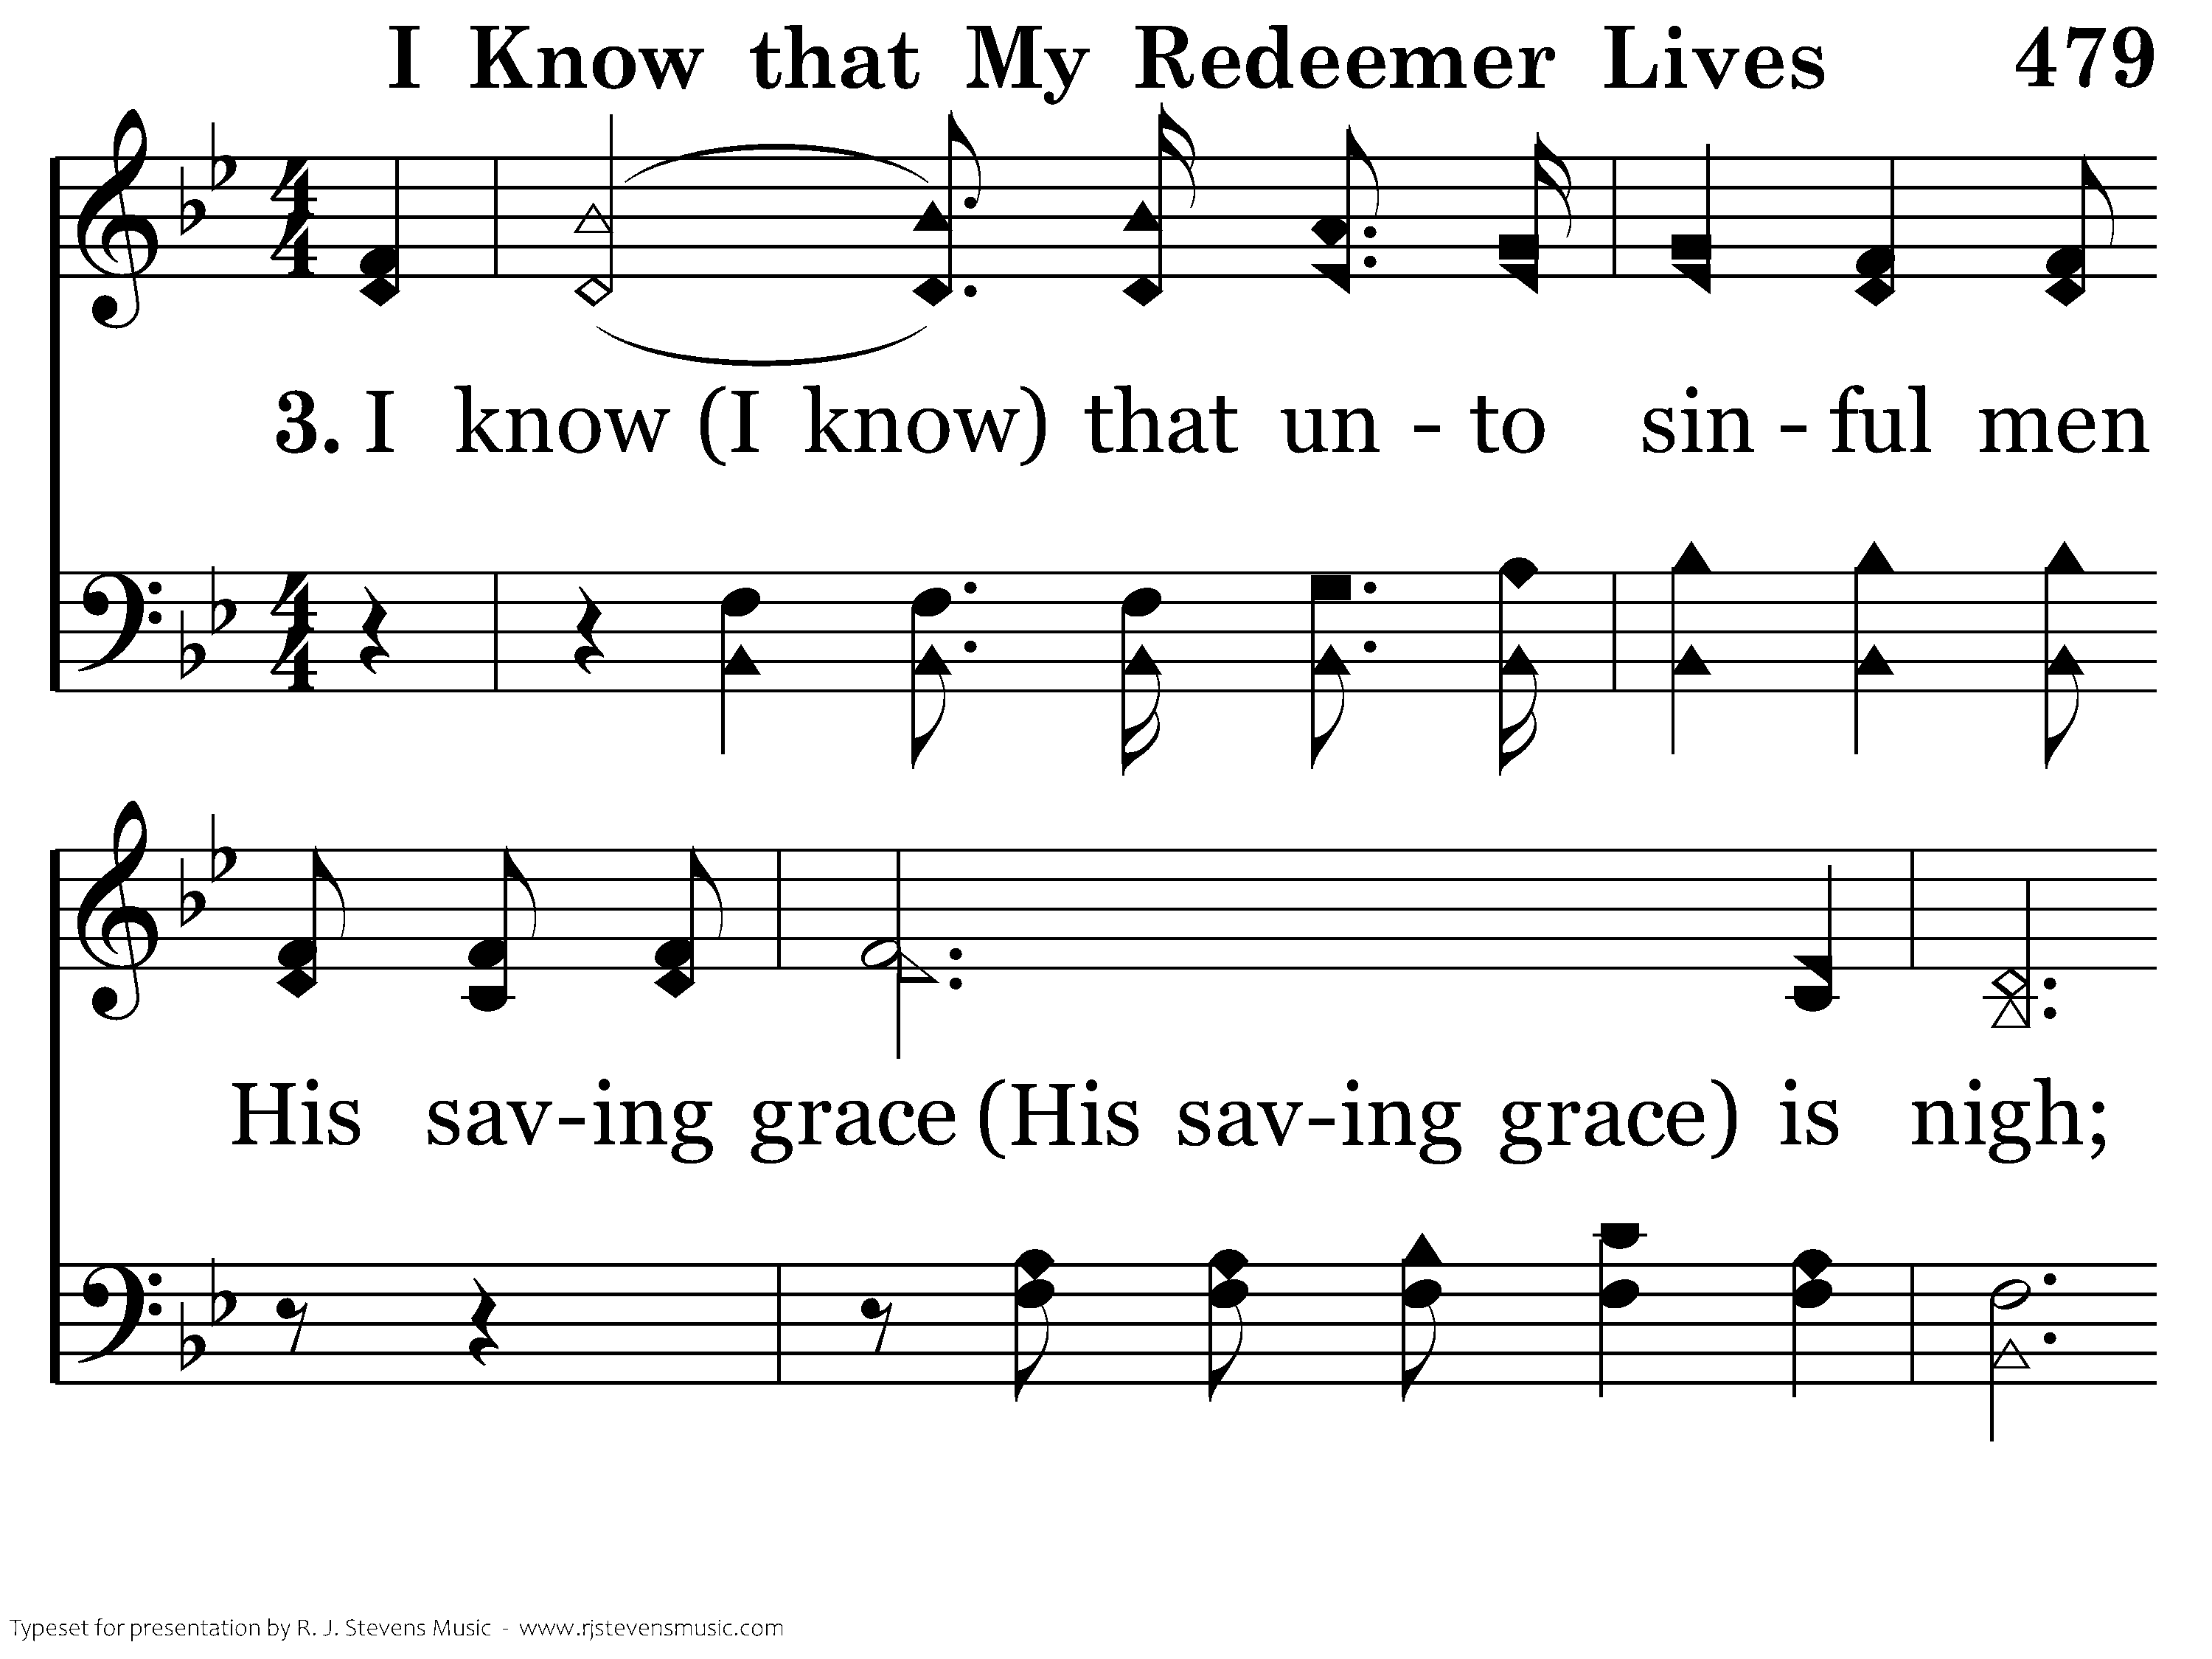 I Know that My Redeemer Lives 479
3. I know (I know) that un - to sin - ful men
His sav-ing grace (His sav-ing grace) is nigh;
Typeset for presentation by R. J. Stevens Music - www.rjstevensmusic.com